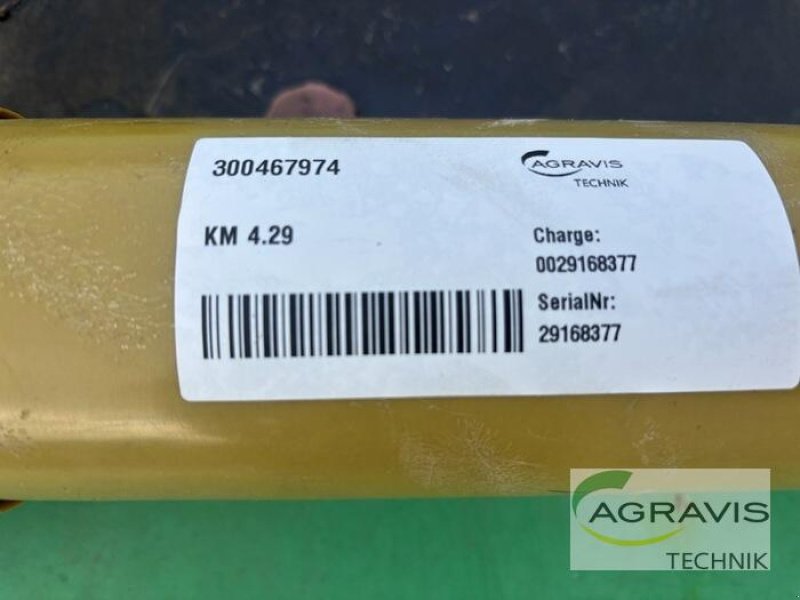 300467974
AGRAVIS
TECHNIK
KM 4.29
Charge:
0029168377
SerialNr:
29168377
AGRAVIS
TECHNIK